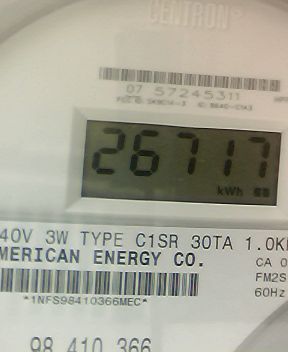 CENTRON®
07 57245311
26717
kWh
40V 3W TYPE C1SR 30TA 1.0K
MERICAN ENERGY CO.
CA 0
FM2S
60Hz
*1NFS98410366MEC*
98 410 366